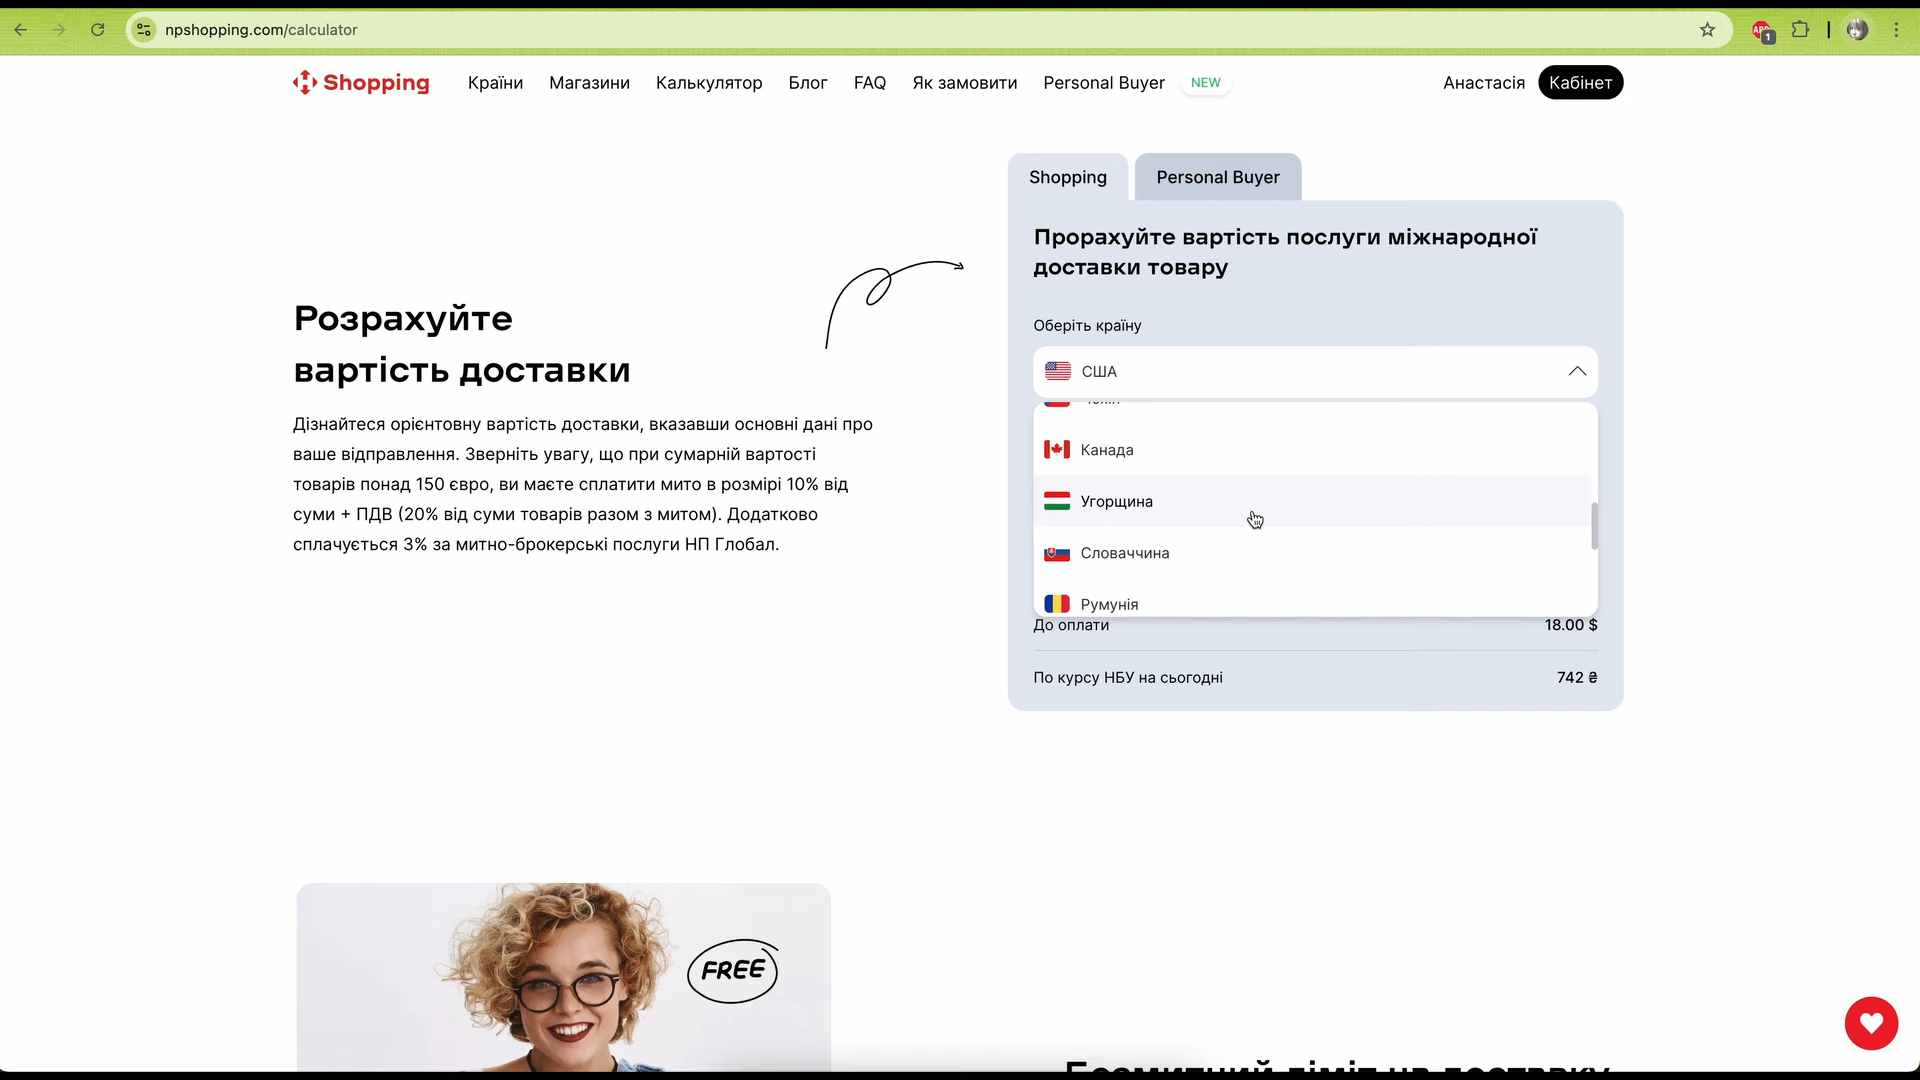 npshopping.com/calculator
1
Shopping
Країни
Магазини
Калькулятор
Блог
FAQ
Як замовити
Personal Buyer
NEW
Анастасія
Кабінет
Розрахуйте
вартість доставки
Дізнайтеся орієнтовну вартість доставки, вказавши основні дані про
ваше відправлення. Зверніть увагу, що при сумарній вартості
товарів понад 150 євро, ви маєте сплатити мито в розмірі 10% від
суми + ПДВ (20% від суми товарів разом з митом). Додатково
сплачується 3% за митно-брокерські послуги НП Глобал.
Shopping
Personal Buyer
Прорахуйте вартість послуги міжнародної
доставки товару
Оберіть країну
США
Канада
Угорщина
Словаччина
Румунія
До оплати 18.00 $
По курсу НБУ на сьогодні 742 ₴
FREE